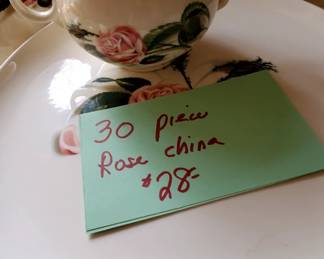 30 piece
Rose china
$28-